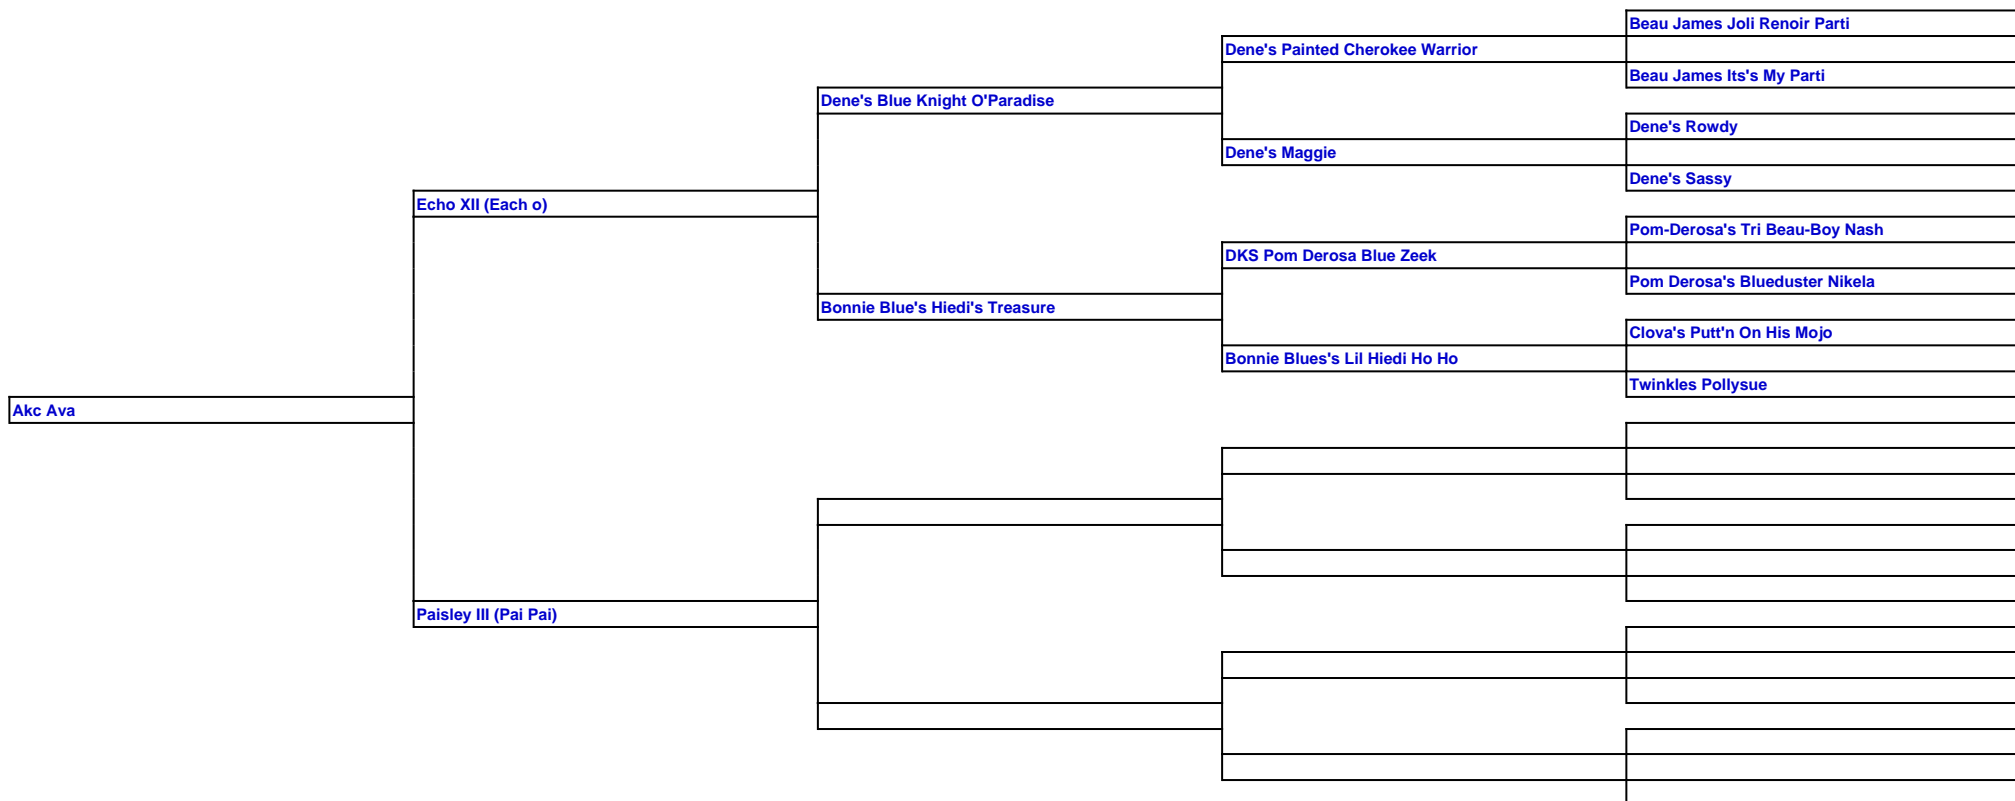 Beau James Joli Renoir Parti
Dene's Painted Cherokee Warrior
Beau James Its's My Parti
Dene's Blue Knight O'Paradise
Dene's Rowdy
Dene's Maggie
Dene's Sassy
Echo XII (Each o)
Pom-Derosa's Tri Beau-Boy Nash
DKS Pom Derosa Blue Zeek
Pom Derosa's Blueduster Nikela
Bonnie Blue's Hiedi's Treasure
Clova's Putt'n On His Mojo
Bonnie Blues's Lil Hiedi Ho Ho
Twinkles Pollysue
Akc Ava
Paisley III (Pai Pai)